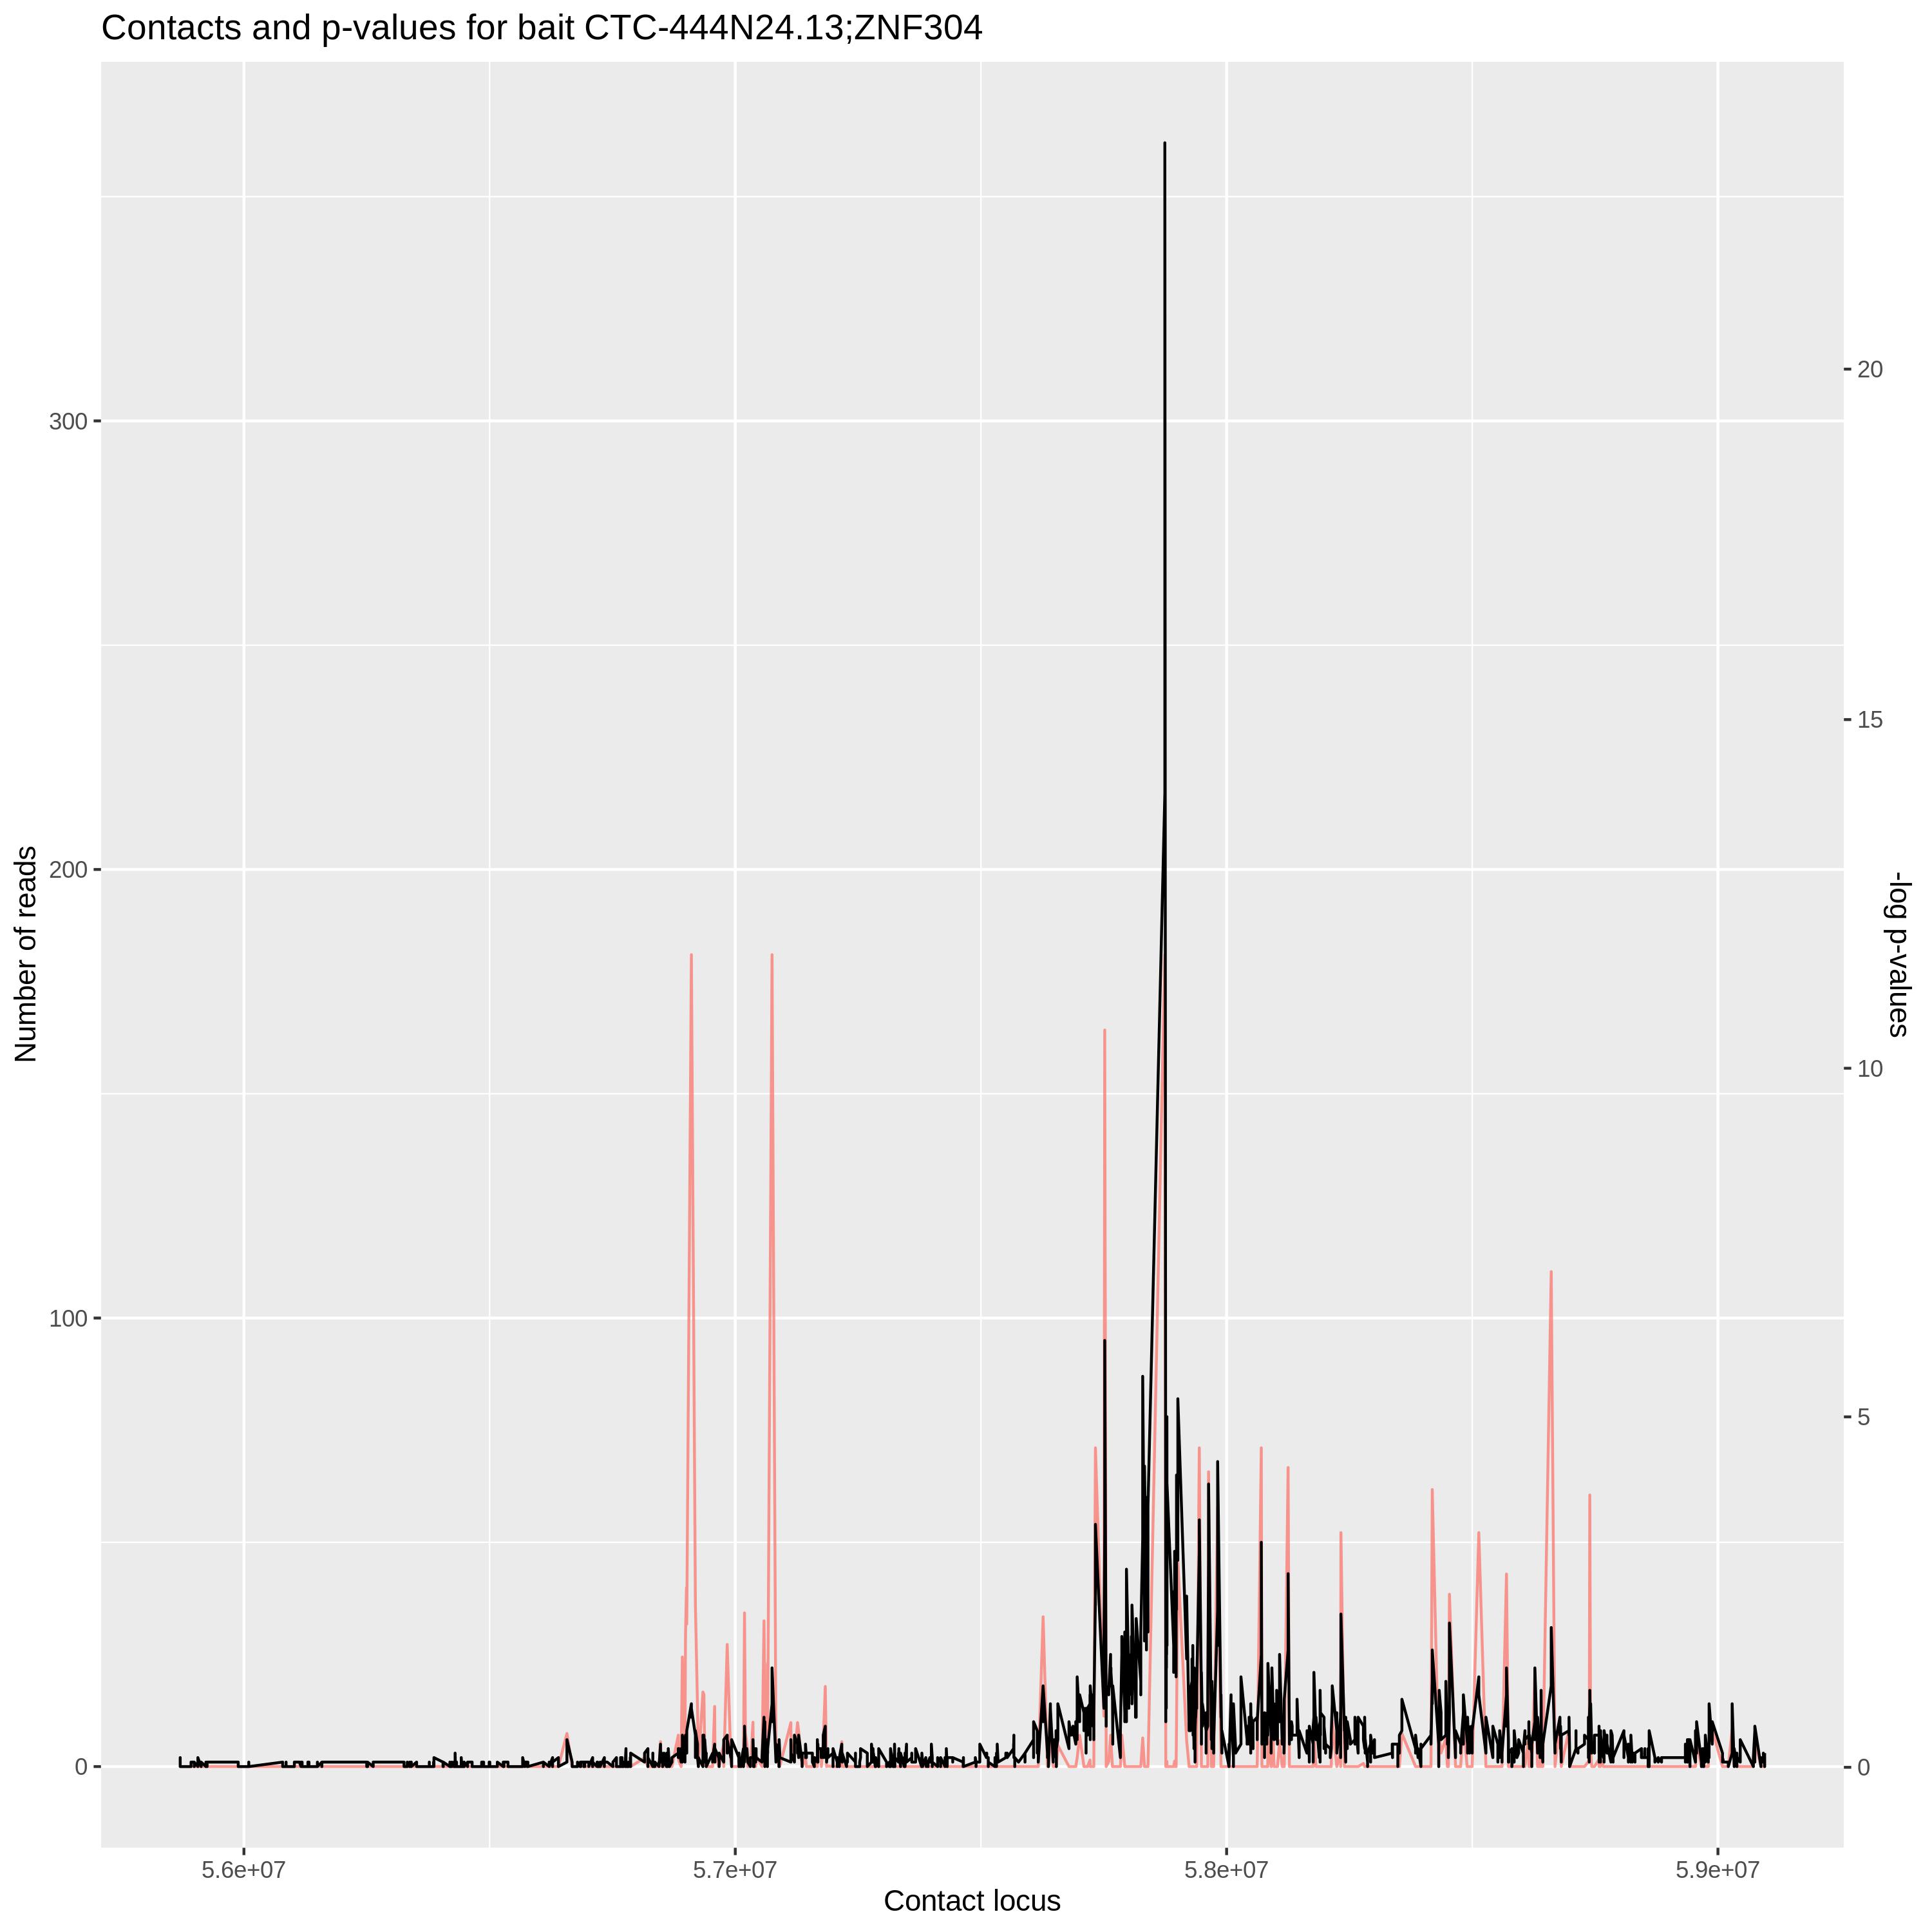 Contacts and p-values for bait CTC-444N24.13;ZNF304
300
200
100
0
Number of reads
20
15
10
5
0
-log p-values
5.6e+07 5.7e+07 5.8e+07 5.9e+07
Contact locus